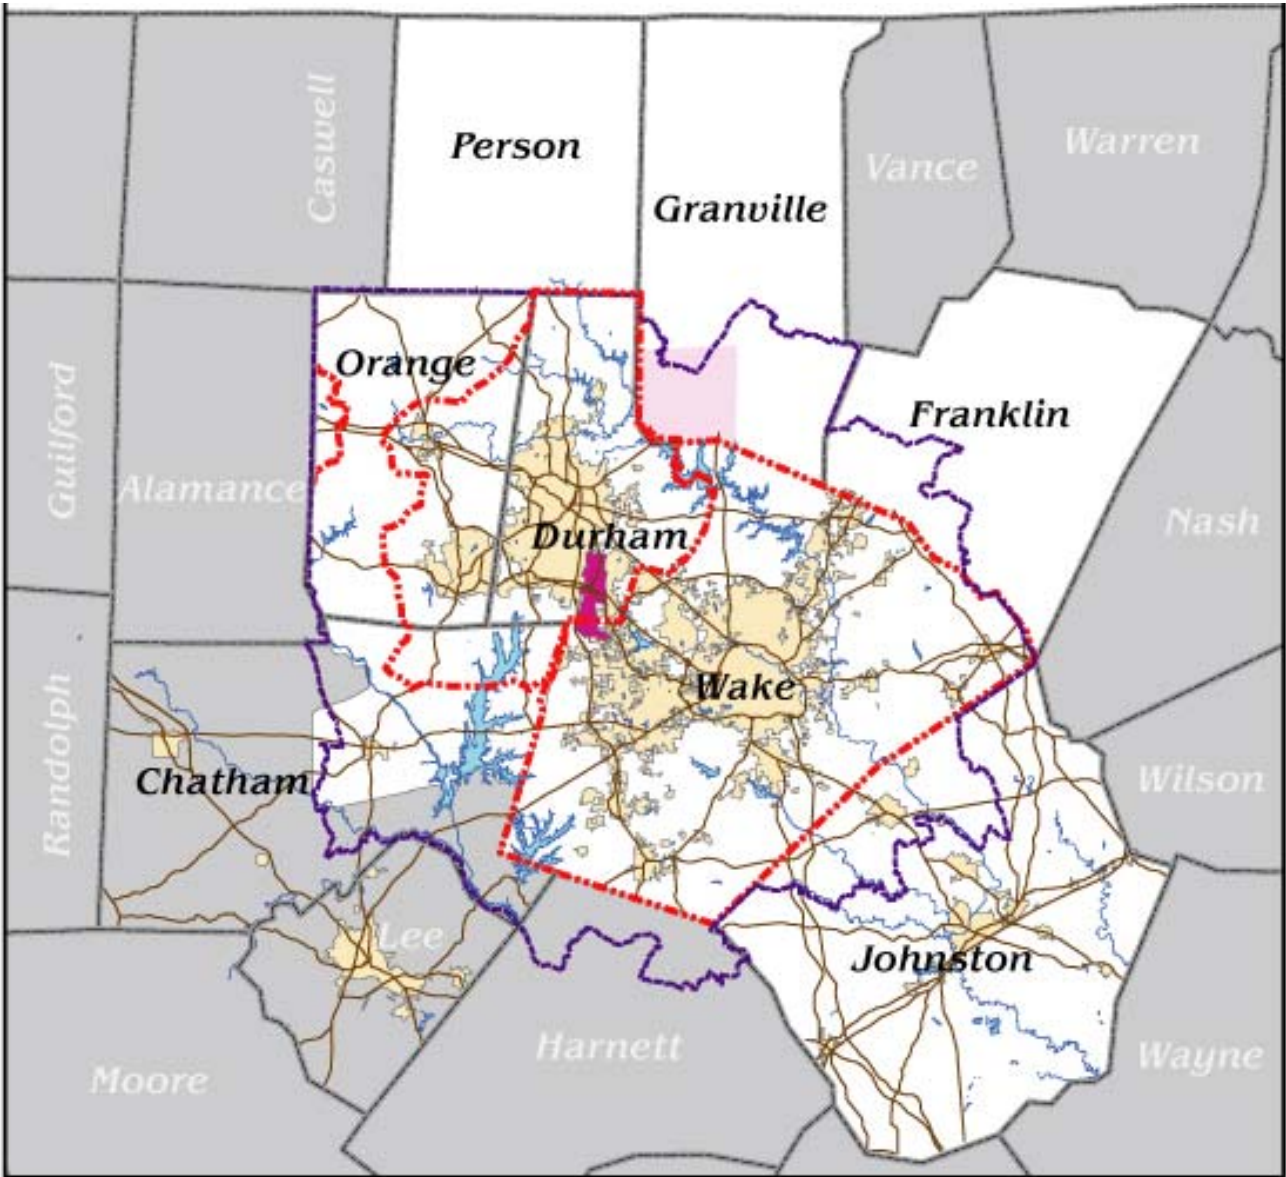 Caswell
Person
Granville
Vance
Warren
Orange
Guilford
Alamance
Franklin
Nash
Durham
Wake
Randolph
Chatham
Wilson
Lee
Johnston
Harnett
Moore
Wayne